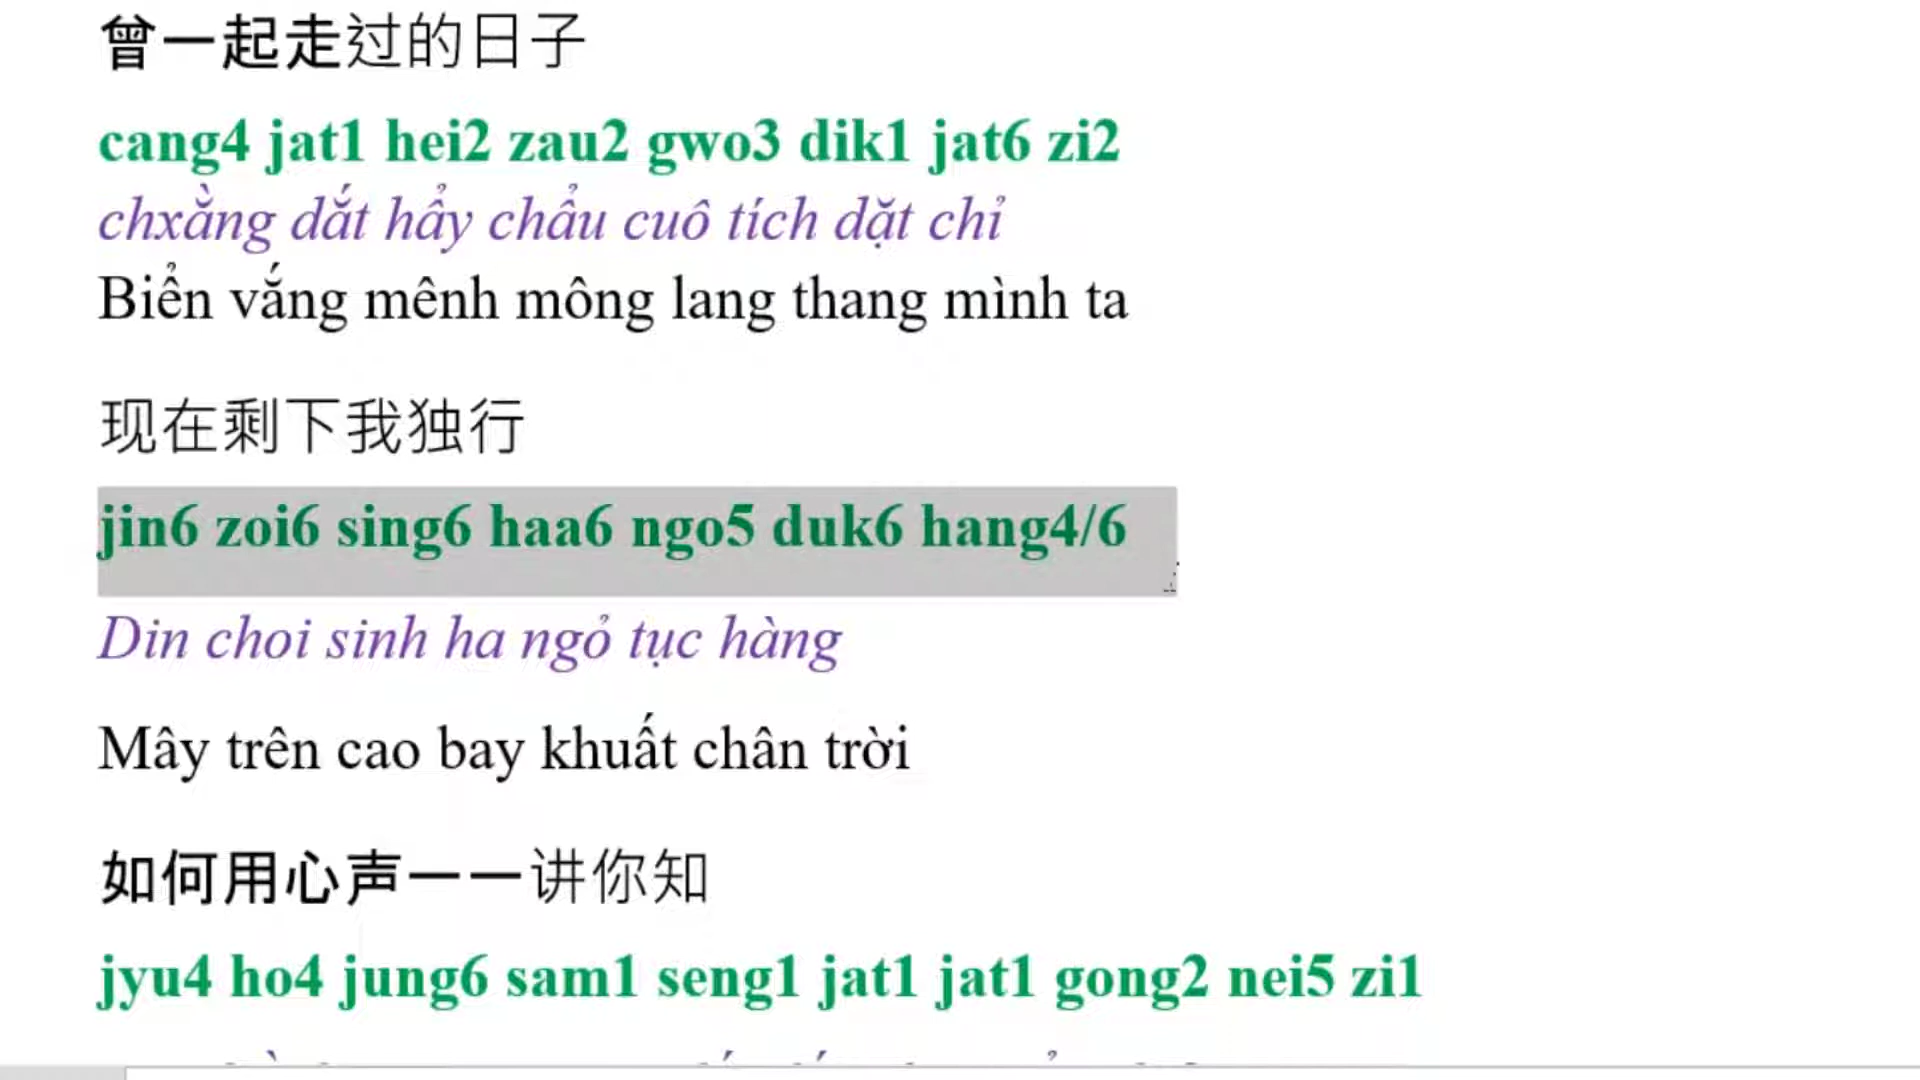 曾一起走过的日子
cang4 jat1 hei2 zau2 gwo3 dik1 jat6 zi2
chxằng dắt hẩy chẩu cuô tích dặt chỉ
Biển vắng mênh mông lang thang mình ta
现在剩下我独行
jin6 zoi6 sing6 haa6 ngo5 duk6 hang4/6
Din choi sinh ha ngỏ tục hàng
Mây trên cao bay khuất chân trời
如何用心声一一讲你知
jyu4 ho4 jung6 sam1 seng1 jat1 jat1 gong2 nei5 zi1